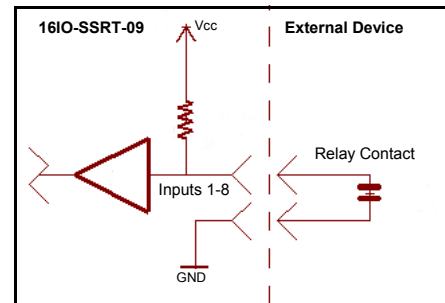 16IO-SSRT-09
Vcc
External Device
Relay Contact
Inputs 1-8
GND